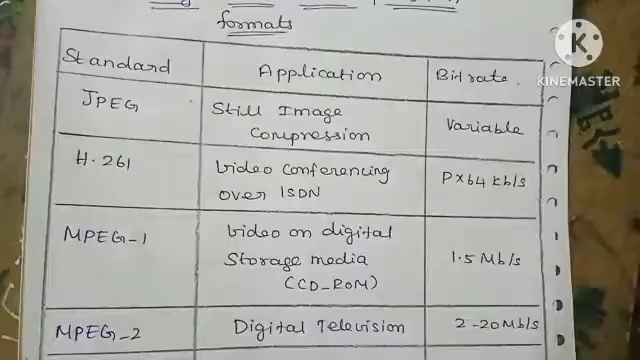 formats
Standard Application Bit rate.
JPEG Still Image Compression Variable
H.261 Video Conferencing over ISDN P×64 kb/s
MPEG-1 Video on digital Storage media (CD-ROM) 1.5 Mb/s
MPEG-2 Digital Television 2-20 Mb/s
K
KINEMASTER